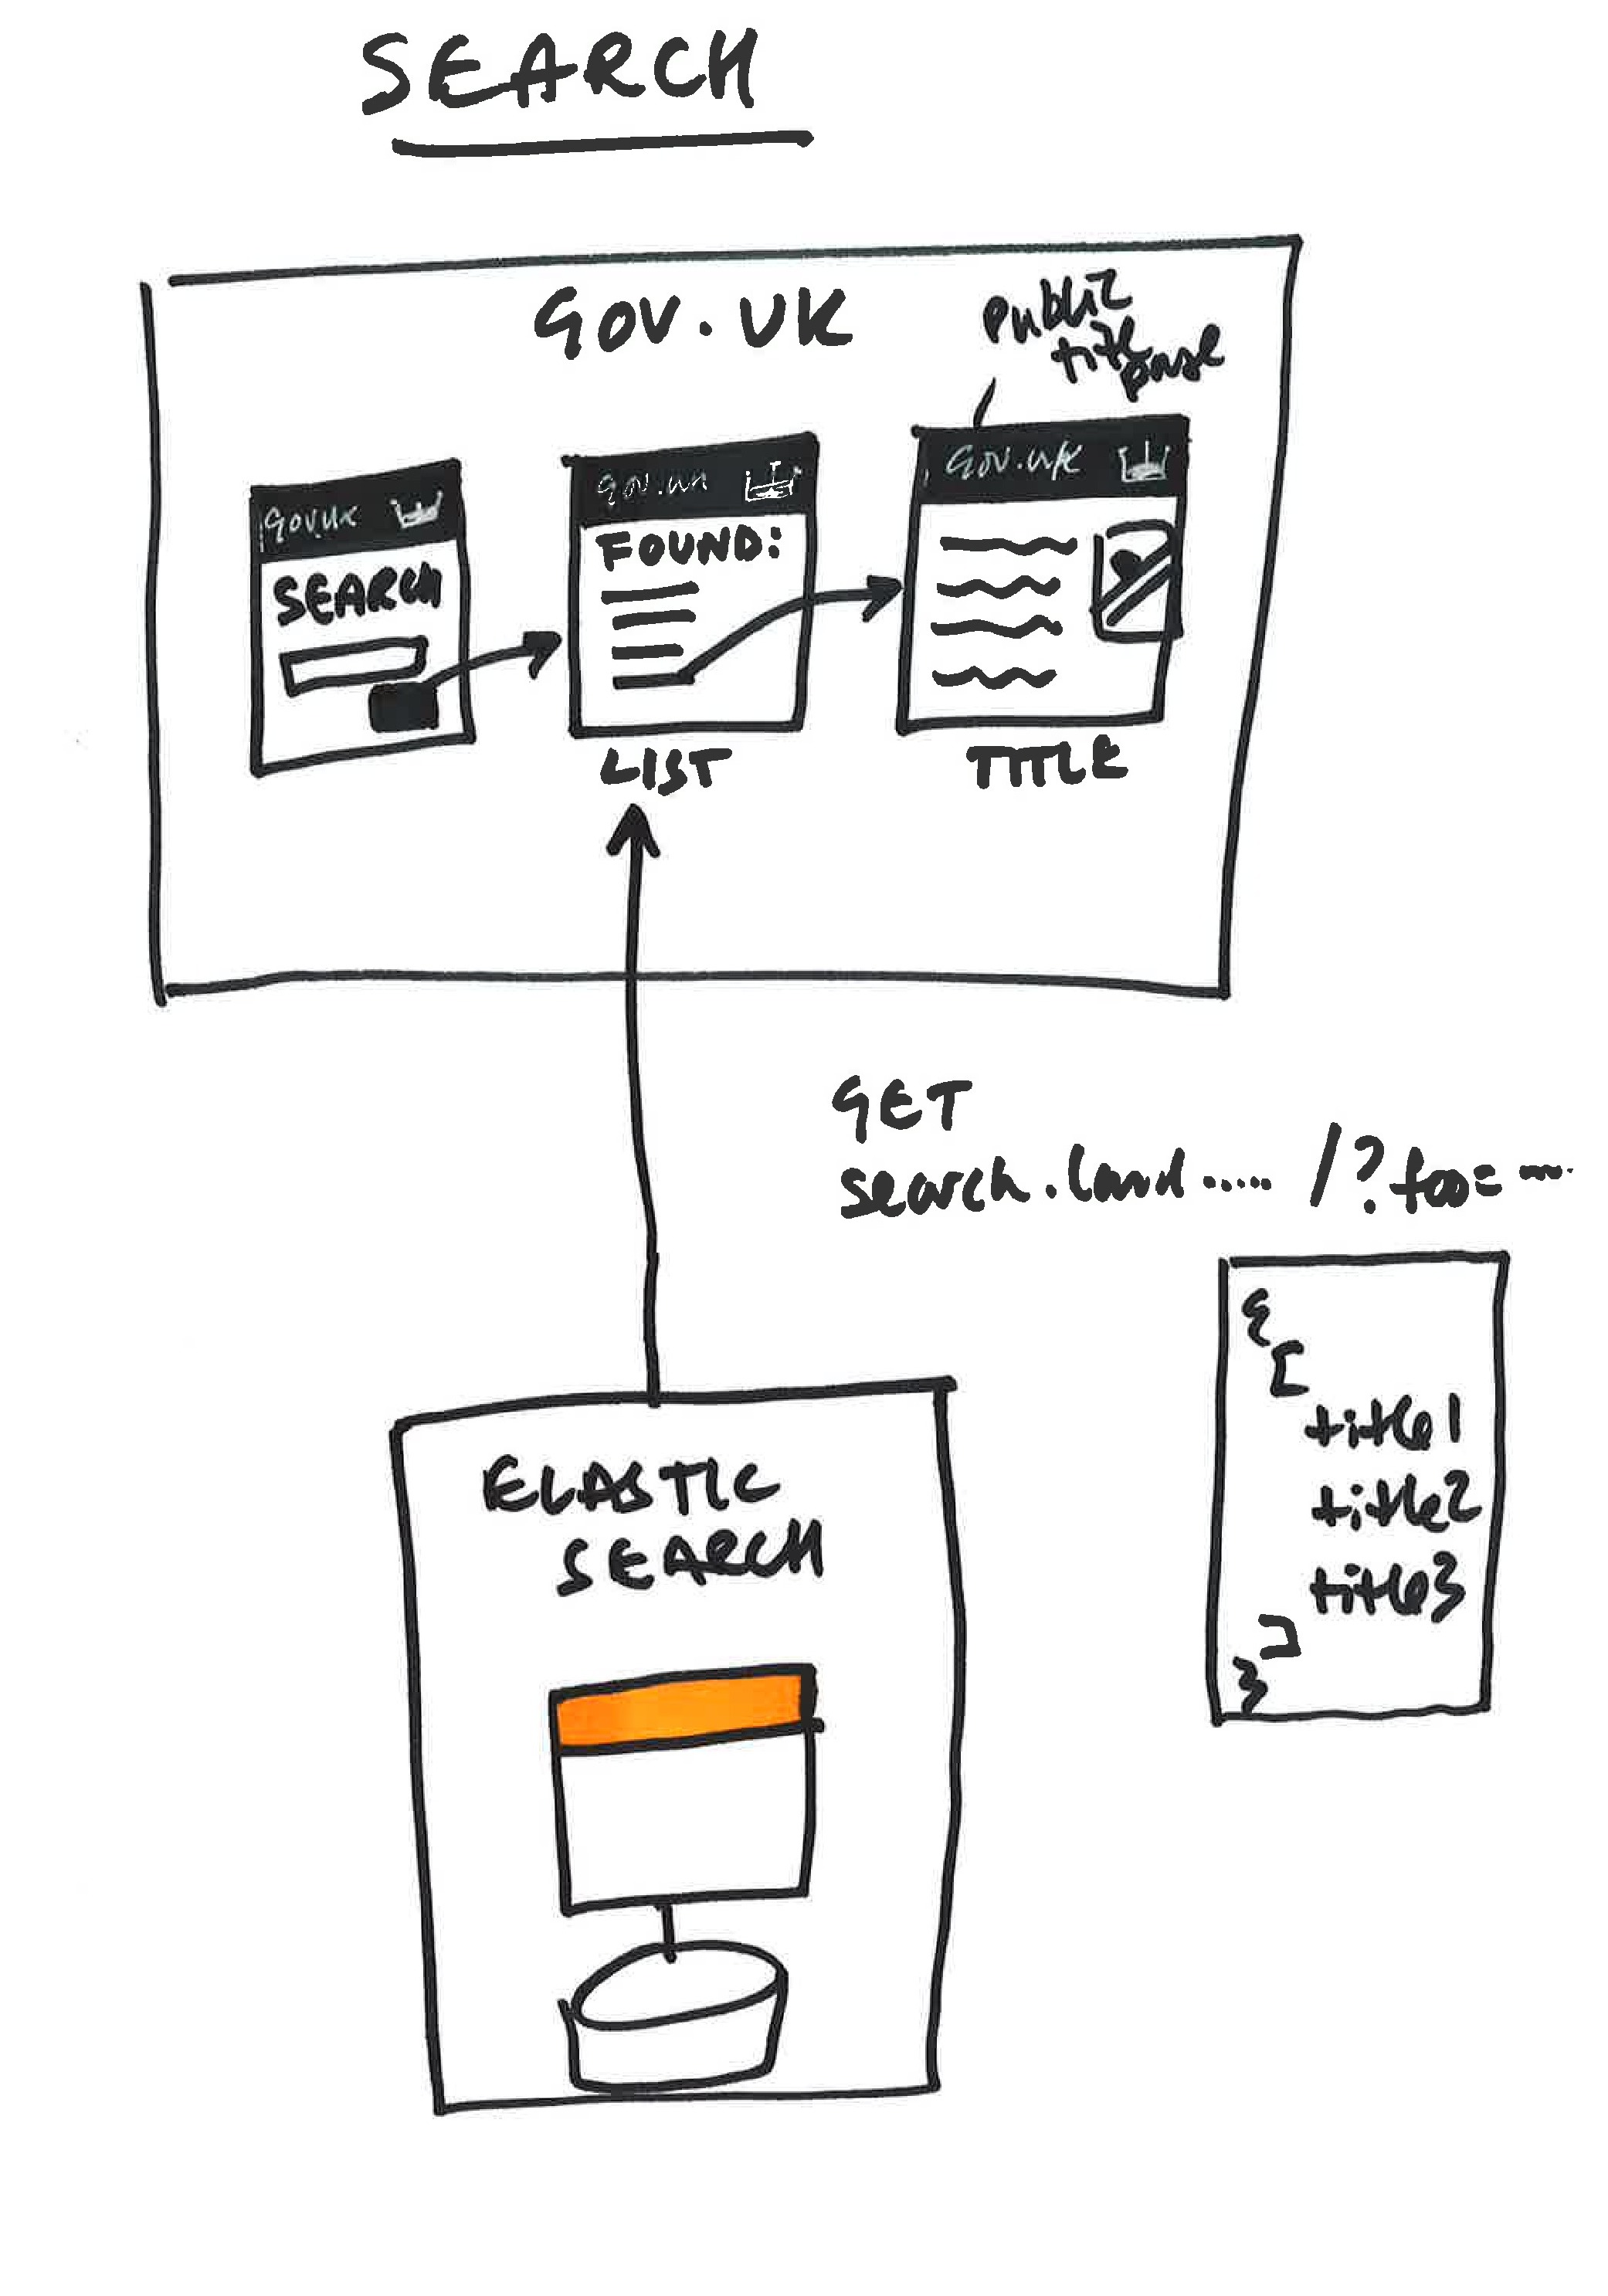 SEARCH
GOV.UK
public
title
page
gov.uk
SEARCH
gov.uk
FOUND:
gov.uk
LIST
TITLE
GET
search.land..... /?foo=....
{
[
title1
title2
title3
]
}
ELASTIC
SEARCH